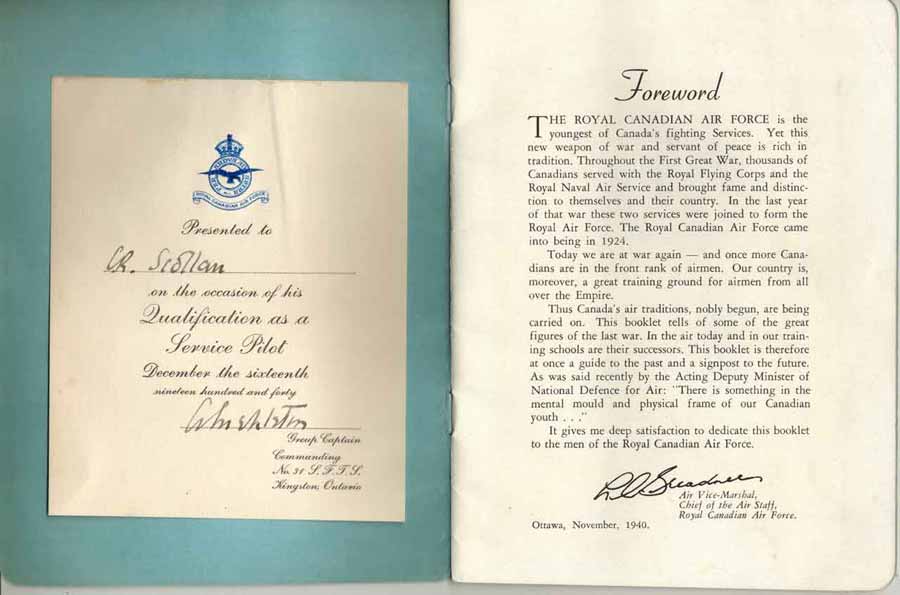 ROYAL CANADIAN AIR FORCE
Presented to
Scollan
on the occasion of his
Qualification as a
Service Pilot
December the sixteenth
nineteen hundred and forty
Group Captain
Commanding
No. 31 S.F.T.S.
Kingston, Ontario
Foreword
THE ROYAL CANADIAN AIR FORCE is the
youngest of Canada's fighting Services. Yet this
new weapon of war and servant of peace is rich in
tradition. Throughout the First Great War, thousands of
Canadians served with the Royal Flying Corps and the
Royal Naval Air Service and brought fame and distinc-
tion to themselves and their country. In the last year
of that war these two services were joined to form the
Royal Air Force. The Royal Canadian Air Force came
into being in 1924.
Today we are at war again — and once more Cana-
dians are in the front rank of airmen. Our country is,
moreover, a great training ground for airmen from all
over the Empire.
Thus Canada's air traditions, nobly begun, are being
carried on. This booklet tells of some of the great
figures of the last war. In the air today and in our train-
ing schools are their successors. This booklet is therefore
at once a guide to the past and a signpost to the future.
As was said recently by the Acting Deputy Minister of
National Defence for Air: "There is something in the
mental mould and physical frame of our Canadian
youth . . ."
It gives me deep satisfaction to dedicate this booklet
to the men of the Royal Canadian Air Force.
Air Vice-Marshal,
Chief of the Air Staff,
Royal Canadian Air Force.
Ottawa, November, 1940.